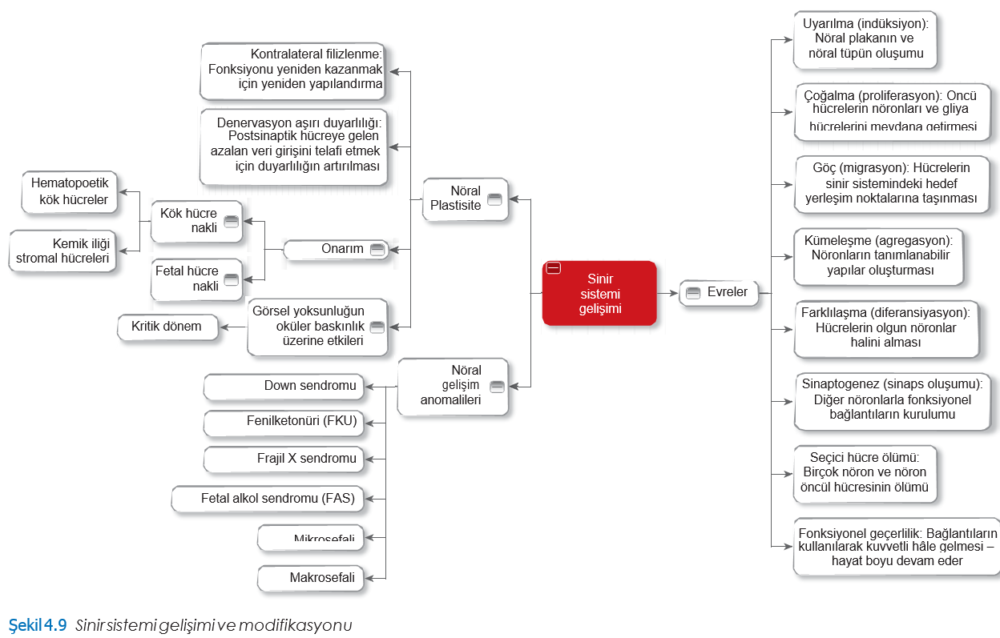 Kontralateral filizlenme:
Fonksiyonu yeniden kazanmak
için yeniden yapılandırma
Denervasyon aşırı duyarlılığı:
Postsinaptik hücreye gelen
azalan veri girişini telafi etmek
için duyarlılığın artırılması
Hematopoetik
kök hücreler
Kemik iliği
stromal hücreleri
Kök hücre
nakli
Fetal hücre
nakli
Onarım
Görsel yoksunluğun
oküler baskınlık
üzerine etkileri
Kritik dönem
Nöral
Plastisite
Nöral
gelişim
anomalileri
Down sendromu
Fenilketonüri (FKU)
Frajil X sendromu
Fetal alkol sendromu (FAS)
Mikrosefali
Makrosefali
Sinir
sistemi
gelişimi
Evreler
Uyarılma (indüksiyon):
Nöral plakanın ve
nöral tüpün oluşumu
Çoğalma (proliferasyon): Oncü
hücrelerin nöronları ve gliya
hücrelerini meydana getirmesi
Göç (migrasyon): Hücrelerin
sinir sistemindeki hedef
yerleşim noktalarına taşınması
Kümeleşme (agregasyon):
Nöronların tanımlanabilir
yapılar oluşturması
Farklılaşma (diferansiyasyon):
Hücrelerin olgun nöronlar
halini alması
Sinaptogenez (sinaps oluşumu):
Diğer nöronlarla fonksiyonel
bağlantıların kurulumu
Seçici hücre ölümü:
Birçok nöron ve nöron
öncül hücresinin ölümü
Fonksiyonel geçerlilik: Bağlantıların
kullanılarak kuvvetli hâle gelmesi –
hayat boyu devam eder
Şekil 4.9 Sinir sistemi gelişimi ve modifikasyonu